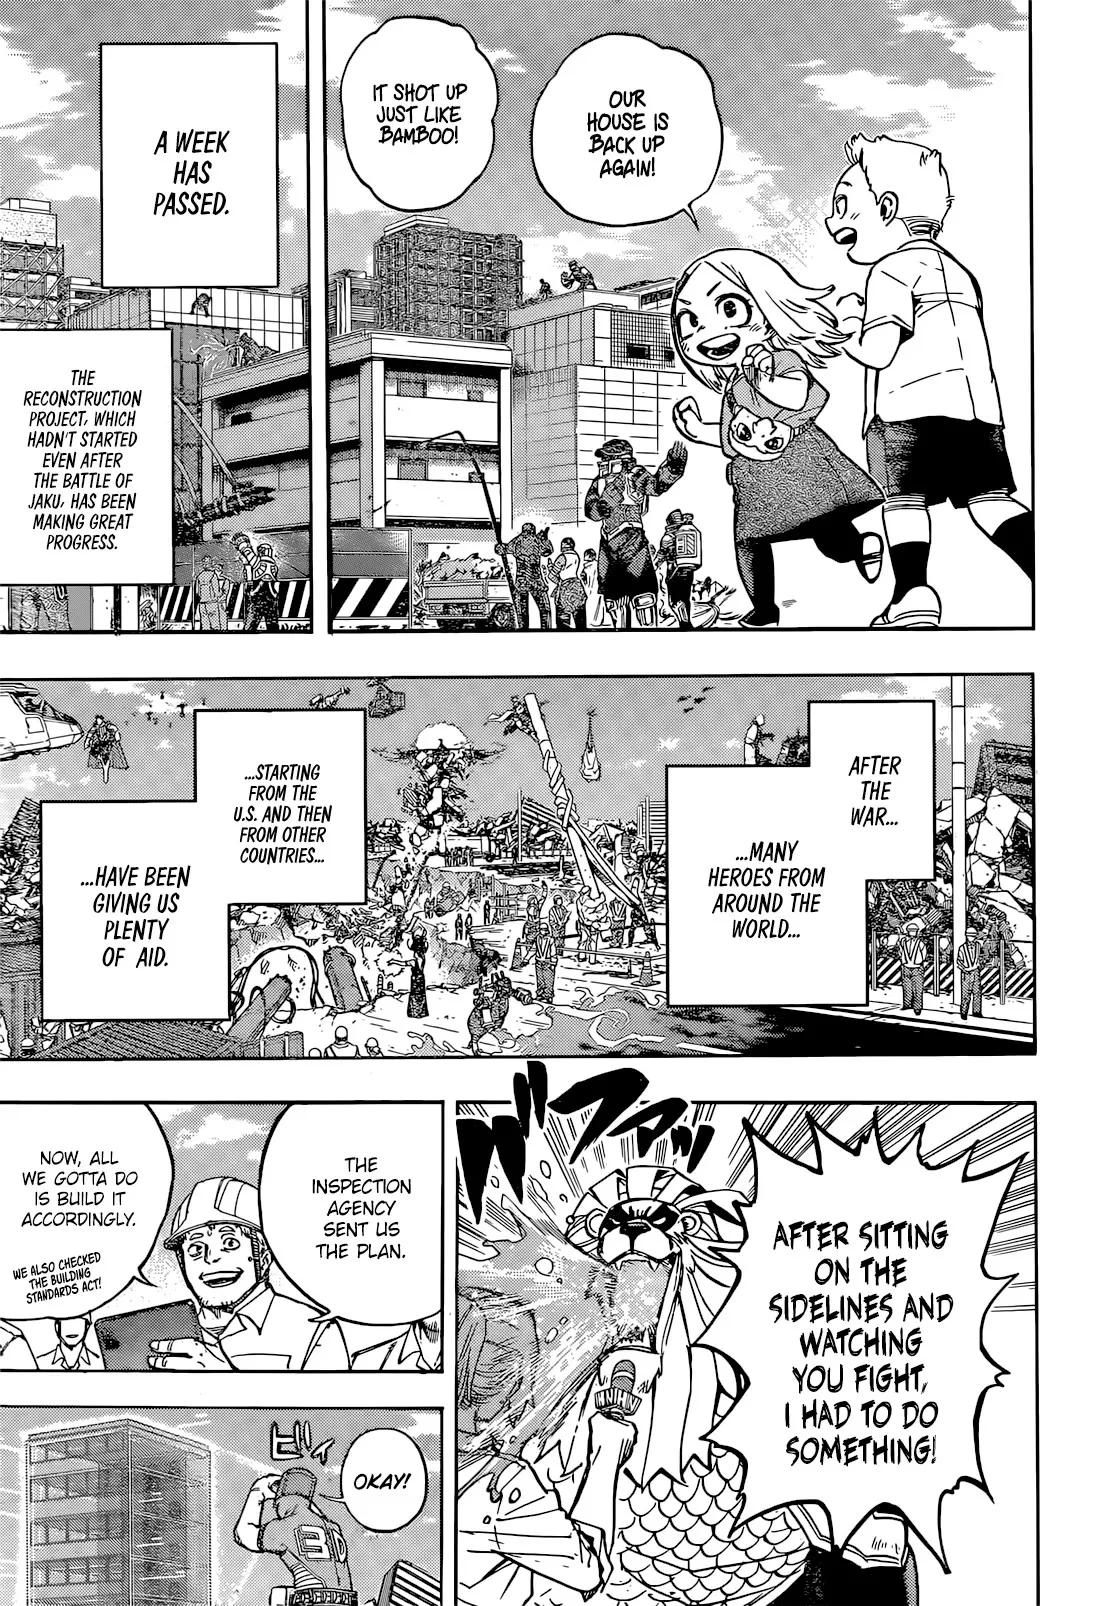 OUR
HOUSE IS
BACK UP
AGAIN!
IT SHOT UP
JUST LIKE
BAMBOO!
A WEEK
HAS
PASSED.
THE
RECONSTRUCTION
PROJECT, WHICH
HADN'T STARTED
EVEN AFTER
THE BATTLE OF
JAKU, HAS BEEN
MAKING GREAT
PROGRESS.
AFTER
THE
WAR...
...MANY
HEROES FROM
AROUND THE
WORLD...
...STARTING
FROM THE
U.S. AND THEN
FROM OTHER
COUNTRIES...
...HAVE BEEN
GIVING US
PLENTY
OF AID.
AFTER SITTING
ON THE
SIDELINES AND
WATCHING
YOU FIGHT,
I HAD TO DO
SOMETHING!
THE
INSPECTION
AGENCY
SENT US
THE PLAN.
NOW, ALL
WE GOTTA DO
IS BUILD IT
ACCORDINGLY.
WE ALSO CHECKED
THE BUILDING
STANDARDS ACT!
OKAY!
ビイ
3D